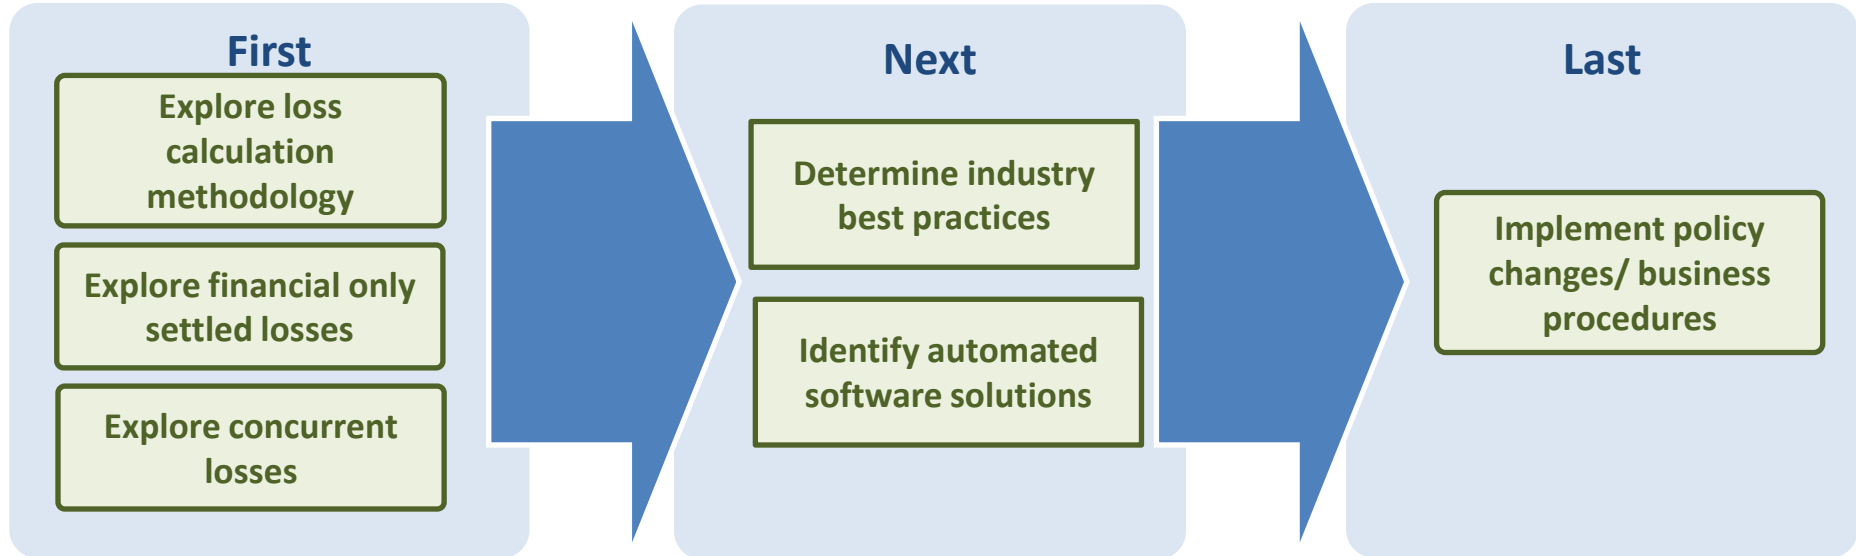 First
Explore loss
calculation
methodology
Explore financial only
settled losses
Explore concurrent
losses
Next
Determine industry
best practices
Identify automated
software solutions
Last
Implement policy
changes/ business
procedures